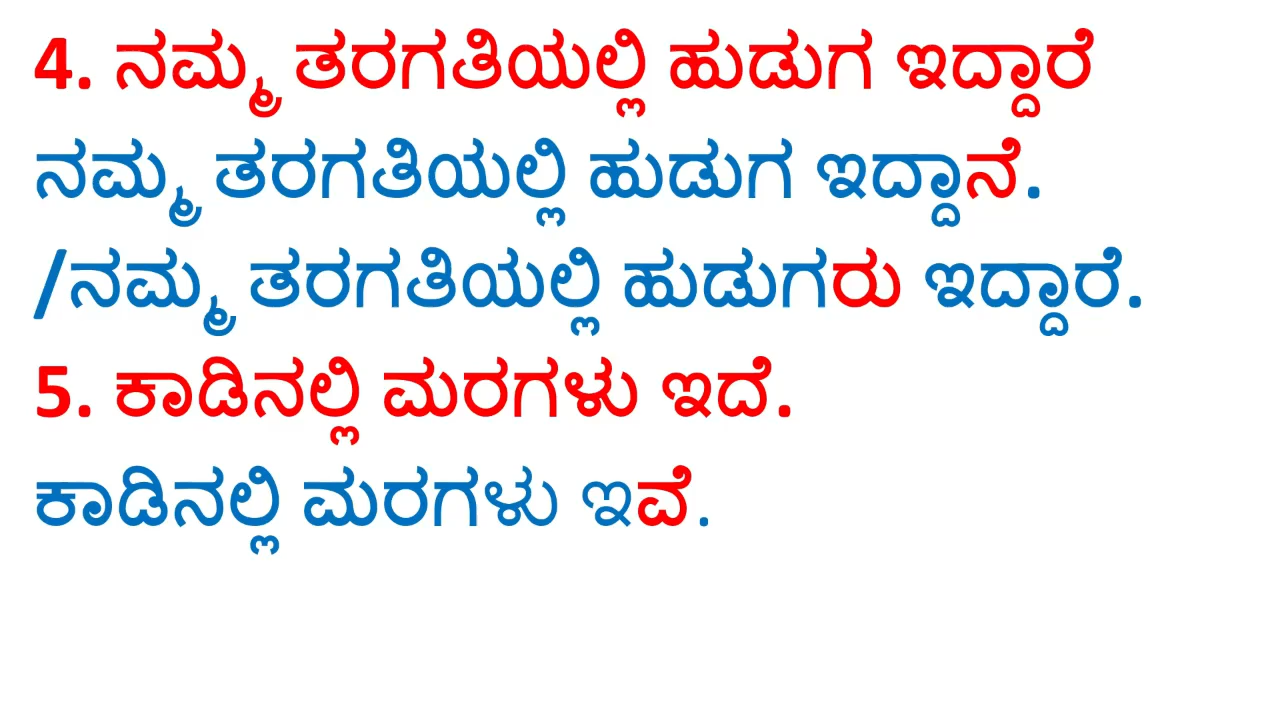 4. ನಮ್ಮ ತರಗತಿಯಲ್ಲಿ ಹುಡುಗ ಇದ್ದಾರೆ
ನಮ್ಮ ತರಗತಿಯಲ್ಲಿ ಹುಡುಗ ಇದ್ದಾನೆ.
/ನಮ್ಮ ತರಗತಿಯಲ್ಲಿ ಹುಡುಗರು ಇದ್ದಾರೆ.
5. ಕಾಡಿನಲ್ಲಿ ಮರಗಳು ಇದೆ.
ಕಾಡಿನಲ್ಲಿ ಮರಗಳು ಇವೆ.